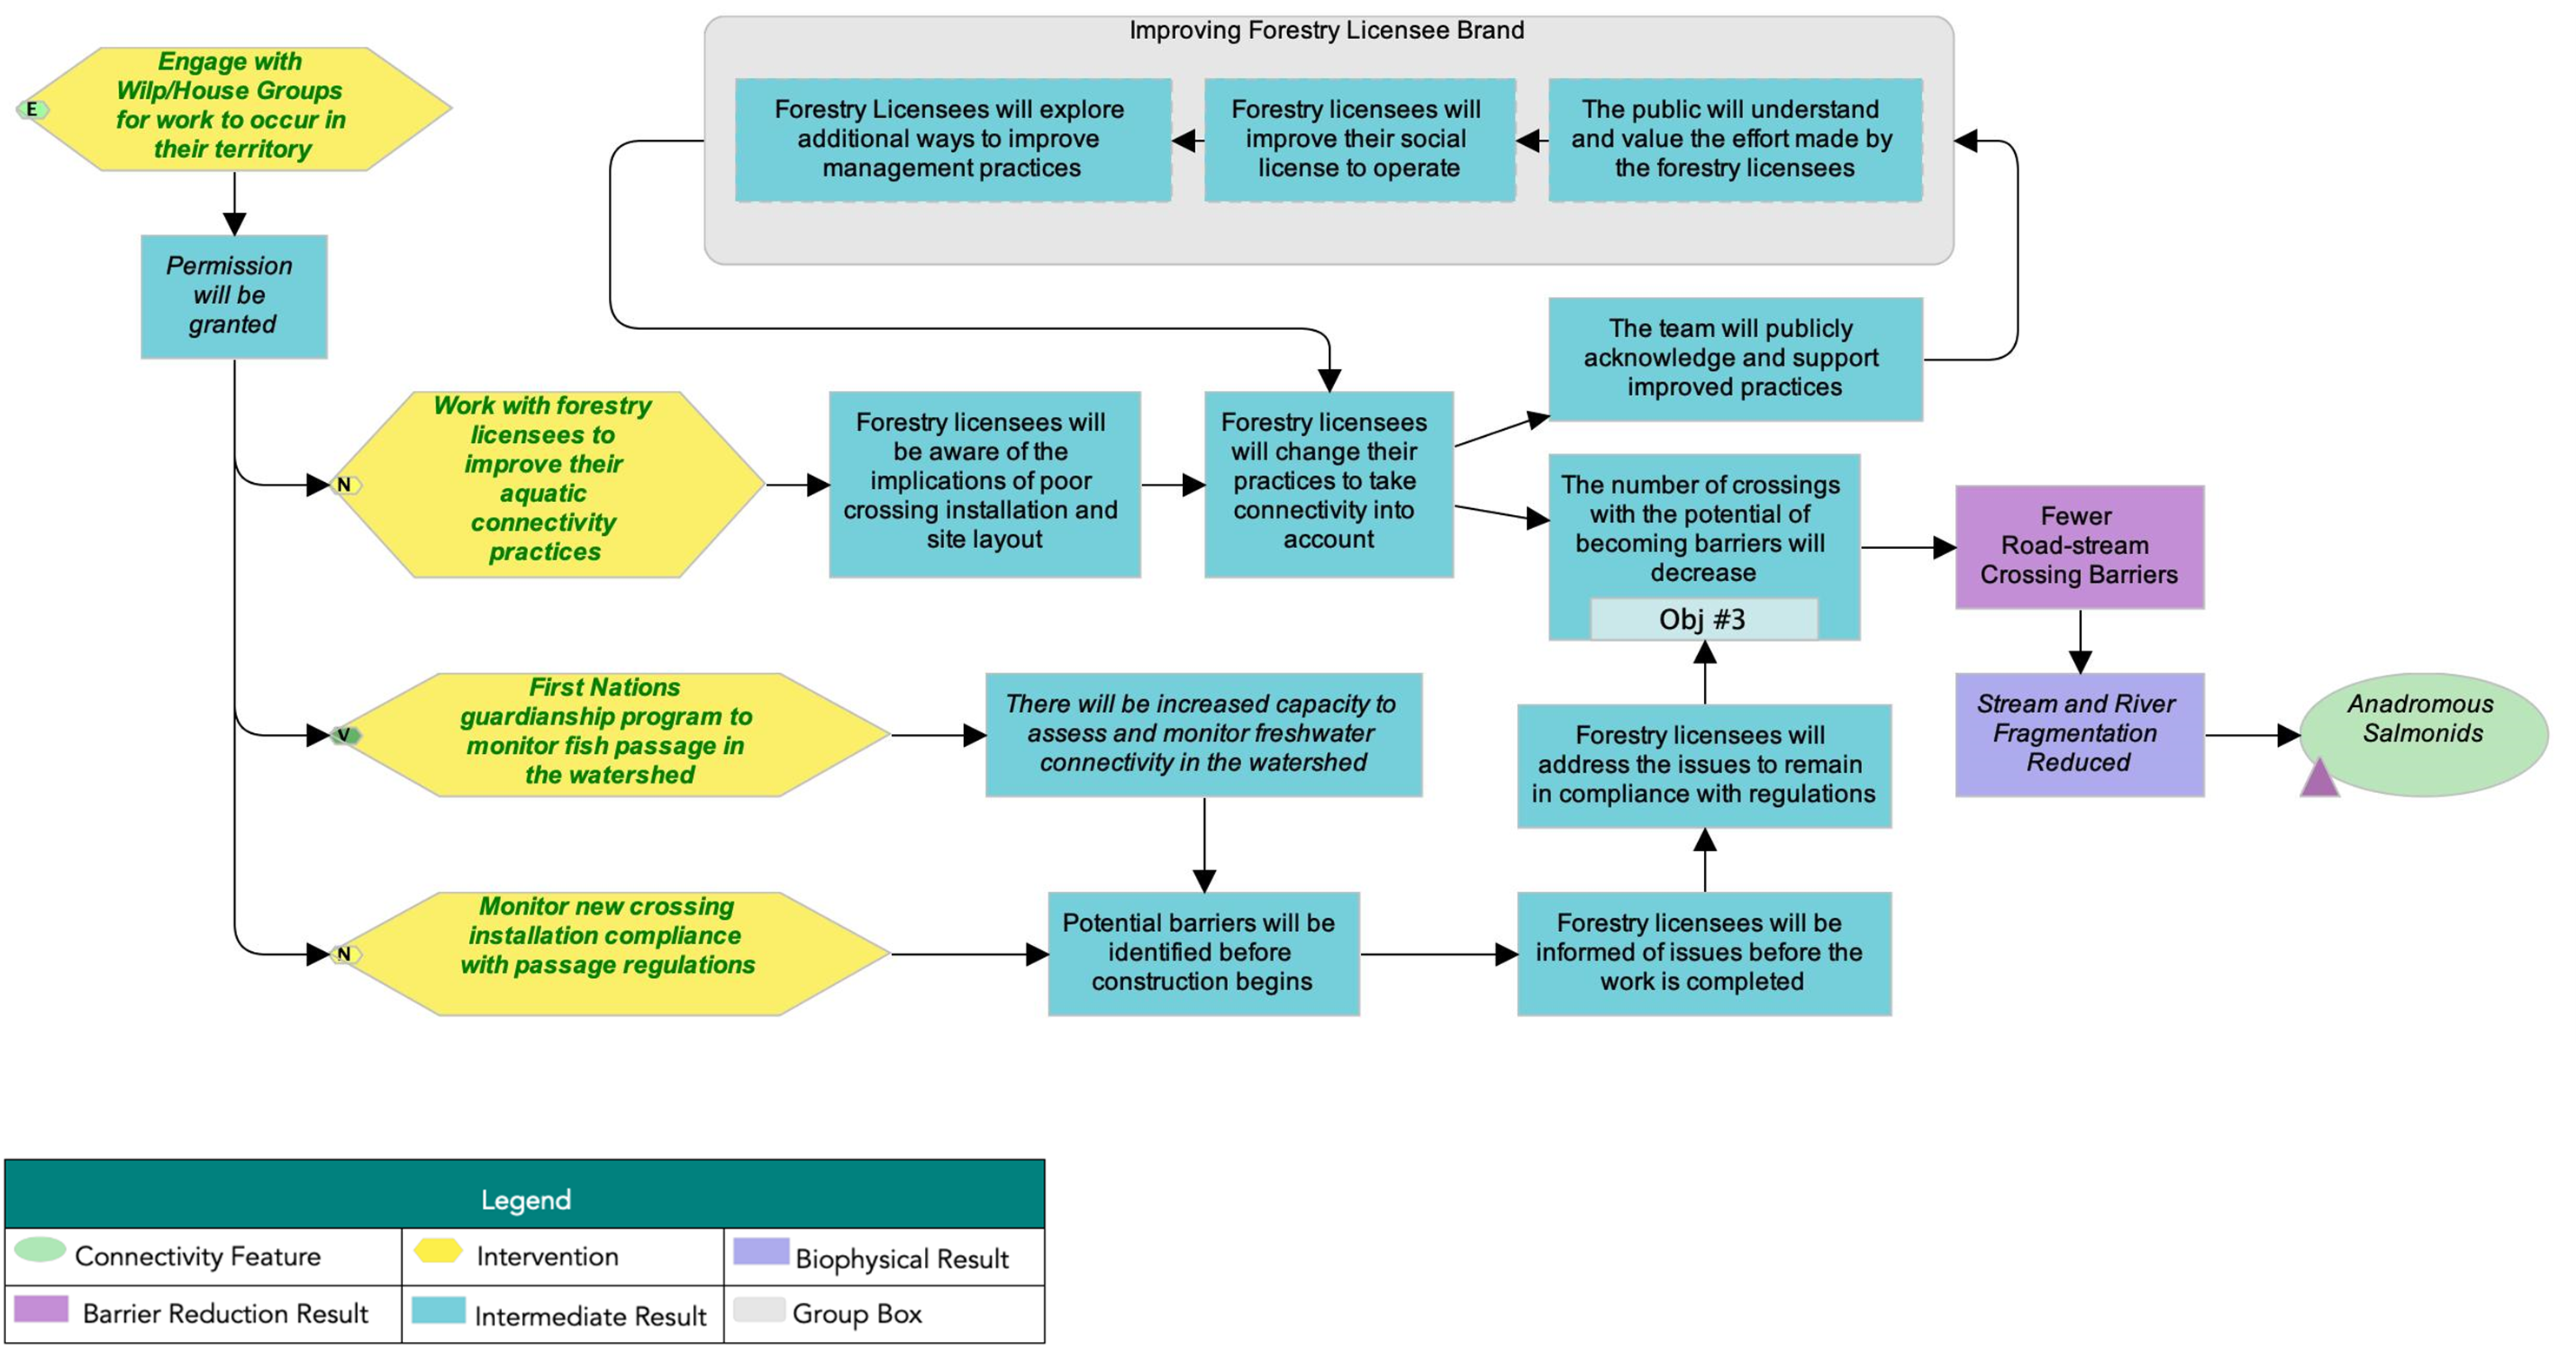 Engage with
Wilp/House Groups
for work to occur in
their territory
E
Permission
will be
granted
Improving Forestry Licensee Brand
Forestry Licensees will explore
additional ways to improve
management practices
Forestry licensees will
improve their social
license to operate
The public will understand
and value the effort made by
the forestry licensees
The team will publicly
acknowledge and support
improved practices
N
Work with forestry
licensees to
improve their
aquatic
connectivity
practices
Forestry licensees will
be aware of the
implications of poor
crossing installation and
site layout
Forestry licensees
will change their
practices to take
connectivity into
account
The number of crossings
with the potential of
becoming barriers will
decrease
Obj #3
Fewer
Road-stream
Crossing Barriers
V
First Nations
guardianship program to
monitor fish passage in
the watershed
There will be increased capacity to
assess and monitor freshwater
connectivity in the watershed
Forestry licensees will
address the issues to remain
in compliance with regulations
Stream and River
Fragmentation
Reduced
Anadromous
Salmonids
N
Monitor new crossing
installation compliance
with passage regulations
Potential barriers will be
identified before
construction begins
Forestry licensees will be
informed of issues before the
work is completed
Legend
Connectivity Feature
Intervention
Biophysical Result
Barrier Reduction Result
Intermediate Result
Group Box